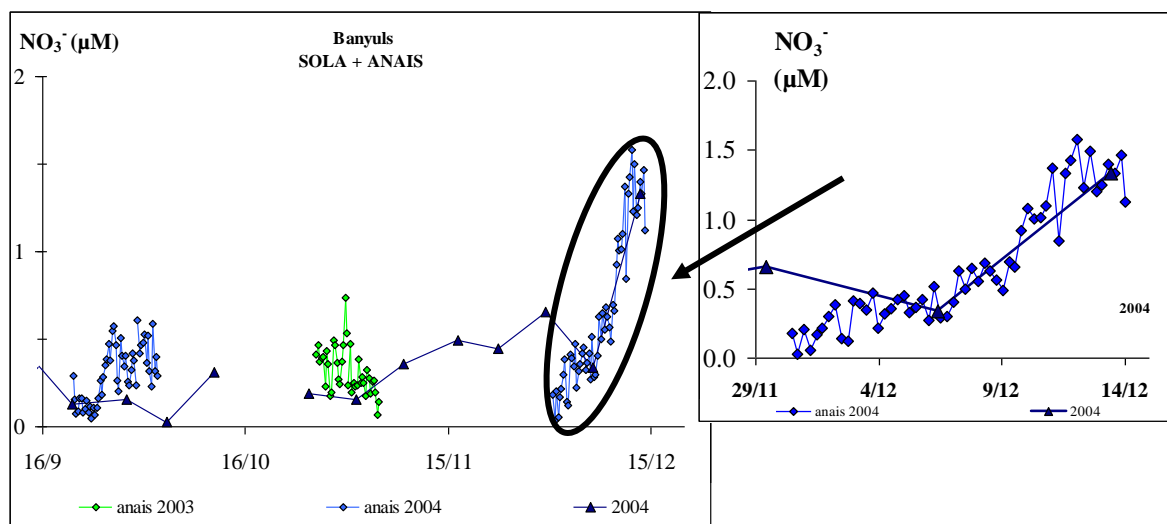 NO₃⁻ (µM)
Banyuls
SOLA + ANAIS
2
1
0
16/9
16/10
15/11
15/12
anais 2003
anais 2004
2004
NO₃⁻
(µM)
2.0
1.5
1.0
0.5
0.0
29/11
4/12
9/12
14/12
2004
anais 2004
2004